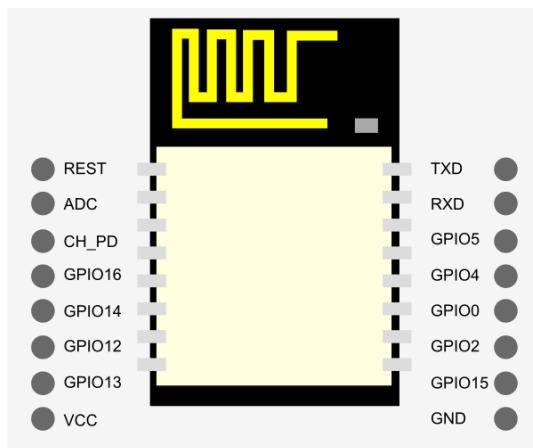 REST
ADC
CH_PD
GPIO16
GPIO14
GPIO12
GPIO13
VCC
TXD
RXD
GPIO5
GPIO4
GPIO0
GPIO2
GPIO15
GND